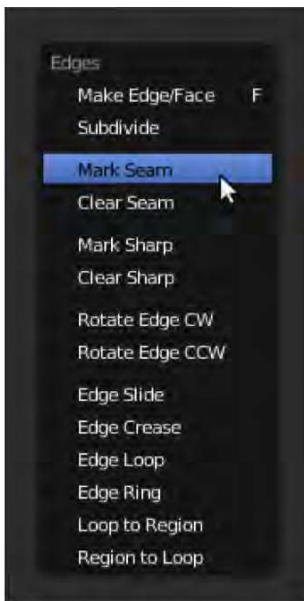 Edges
Make Edge/Face F
Subdivide
Mark Seam
Clear Seam
Mark Sharp
Clear Sharp
Rotate Edge CW
Rotate Edge CCW
Edge Slide
Edge Crease
Edge Loop
Edge Ring
Loop to Region
Region to Loop